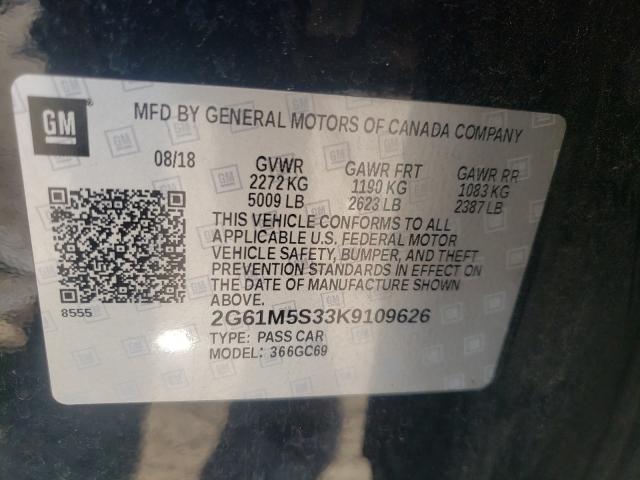 GM
MFD BY GENERAL MOTORS OF CANADA COMPANY
08/18 GVWR GAWR FRT GAWR RR
2272 KG 1190 KG 1083 KG
5009 LB 2623 LB 2387 LB
THIS VEHICLE CONFORMS TO ALL
APPLICABLE U.S. FEDERAL MOTOR
VEHICLE SAFETY, BUMPER, AND THEFT
PREVENTION STANDARDS IN EFFECT ON
THE DATE OF MANUFACTURE SHOWN
ABOVE.
8555 2G61M5S33K9109626
TYPE: PASS CAR
MODEL: 366GC69